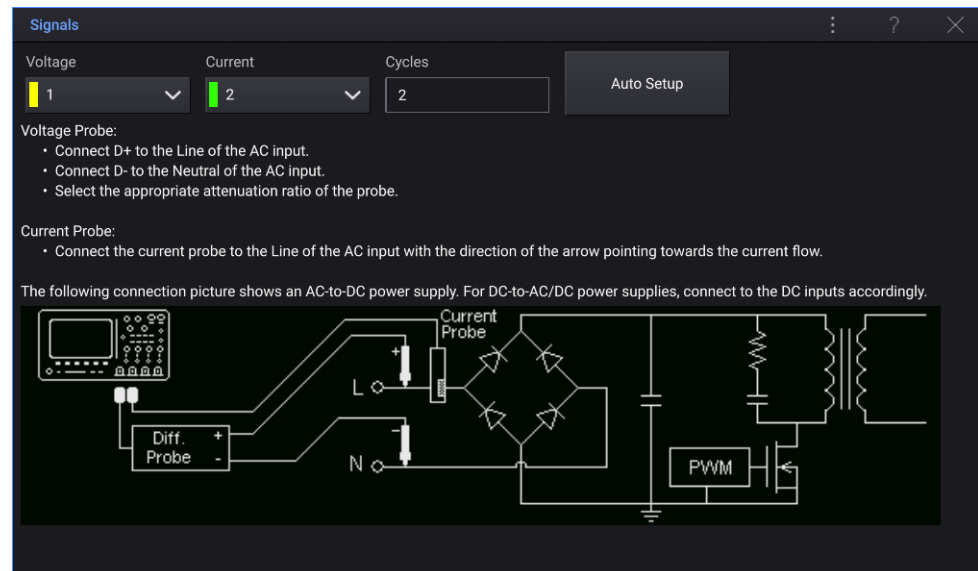 Signals
?
Voltage
Current
Cycles
1
2
2
Auto Setup
Voltage Probe:
• Connect D+ to the Line of the AC input.
• Connect D- to the Neutral of the AC input.
• Select the appropriate attenuation ratio of the probe.
Current Probe:
• Connect the current probe to the Line of the AC input with the direction of the arrow pointing towards the current flow.
The following connection picture shows an AC-to-DC power supply. For DC-to-AC/DC power supplies, connect to the DC inputs accordingly.
Current
Probe
+
L
Diff.
Probe
+
-
-
N
PWM